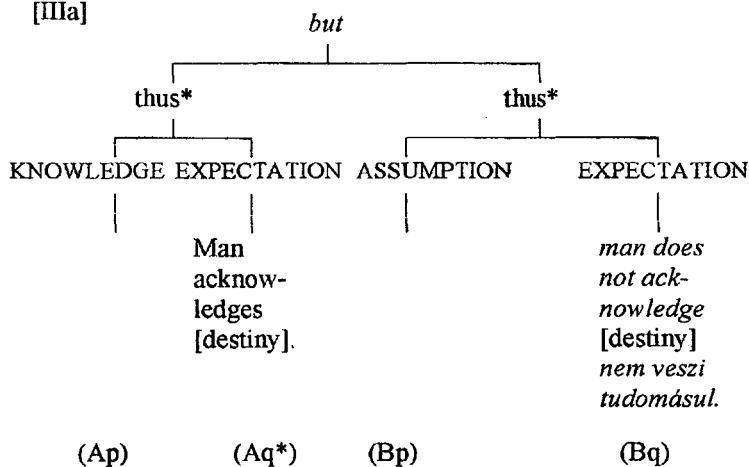 [IIIa]
but
thus* thus*
KNOWLEDGE EXPECTATION ASSUMPTION EXPECTATION
Man
acknow-
ledges
[destiny].
man does
not ack-
nowledge
[destiny]
nem veszi
tudomásul.
(Ap) (Aq*) (Bp) (Bq)